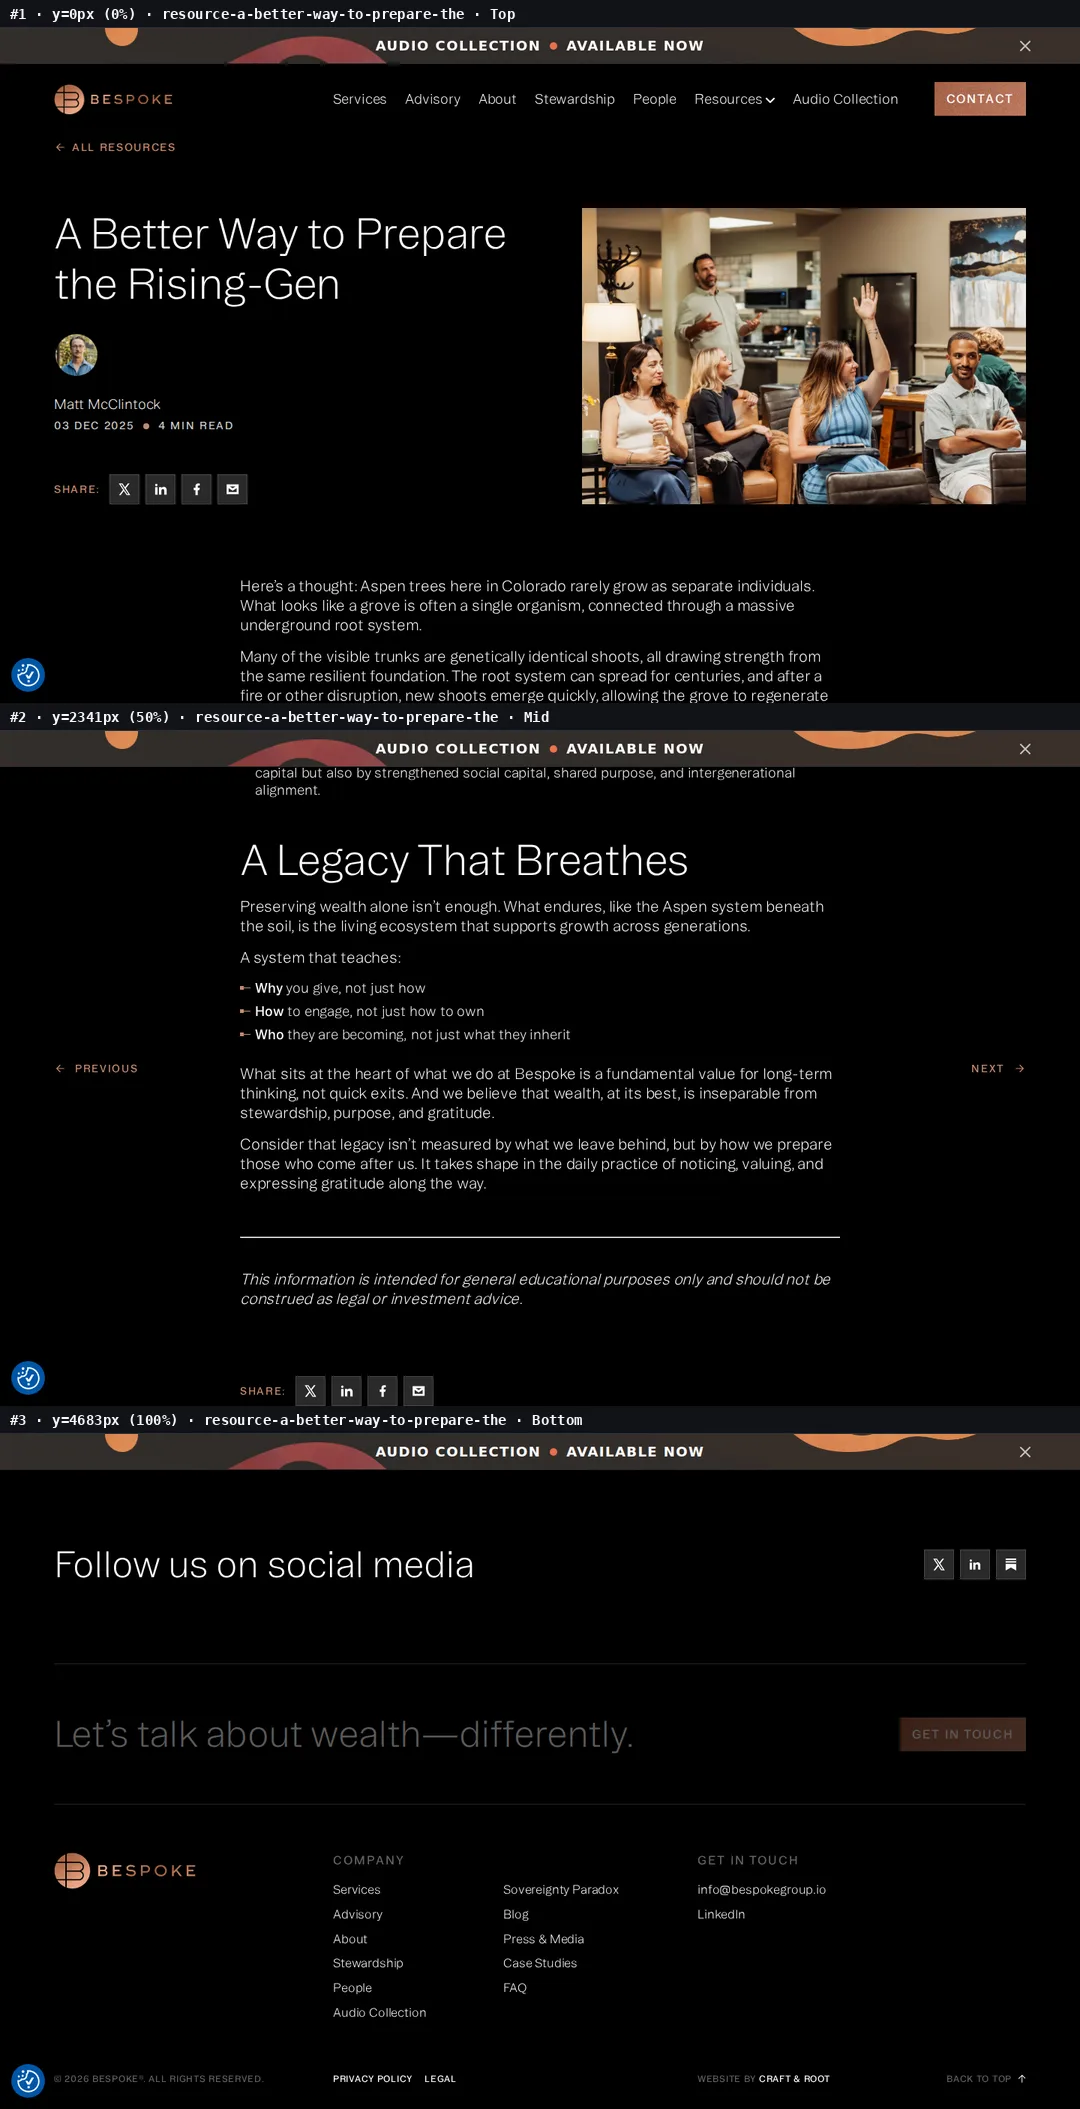 #1 · y=0px (0%) · resource-a-better-way-to-prepare-the · Top
AUDIO COLLECTION ● AVAILABLE NOW
BESPOKE
Services Advisory About Stewardship People Resources Audio Collection
CONTACT
← ALL RESOURCES
A Better Way to Prepare
the Rising-Gen
Matt McClintock
03 DEC 2025 ● 4 MIN READ
SHARE:
Here's a thought: Aspen trees here in Colorado rarely grow as separate individuals.
What looks like a grove is often a single organism, connected through a massive
underground root system.
Many of the visible trunks are genetically identical shoots, all drawing strength from
the same resilient foundation. The root system can spread for centuries, and after a
fire or other disruption, new shoots emerge quickly, allowing the grove to regenerate
#2 · y=2341px (50%) · resource-a-better-way-to-prepare-the · Mid
AUDIO COLLECTION ● AVAILABLE NOW
capital but also by strengthened social capital, shared purpose, and intergenerational
alignment.
A Legacy That Breathes
Preserving wealth alone isn't enough. What endures, like the Aspen system beneath
the soil, is the living ecosystem that supports growth across generations.
A system that teaches:
Why you give, not just how
How to engage, not just how to own
Who they are becoming, not just what they inherit
← PREVIOUS
NEXT →
What sits at the heart of what we do at Bespoke is a fundamental value for long-term
thinking, not quick exits. And we believe that wealth, at its best, is inseparable from
stewardship, purpose, and gratitude.
Consider that legacy isn't measured by what we leave behind, but by how we prepare
those who come after us. It takes shape in the daily practice of noticing, valuing, and
expressing gratitude along the way.
This information is intended for general educational purposes only and should not be
construed as legal or investment advice.
SHARE:
#3 · y=4683px (100%) · resource-a-better-way-to-prepare-the · Bottom
AUDIO COLLECTION ● AVAILABLE NOW
Follow us on social media
Let's talk about wealth—differently.
GET IN TOUCH
BESPOKE
COMPANY
Services
Advisory
About
Stewardship
People
Audio Collection
Sovereignty Paradox
Blog
Press & Media
Case Studies
FAQ
GET IN TOUCH
info@bespokegroup.io
LinkedIn
© 2026 BESPOKE®. ALL RIGHTS RESERVED.
PRIVACY POLICY LEGAL
WEBSITE BY CRAFT & ROOT
BACK TO TOP ↑